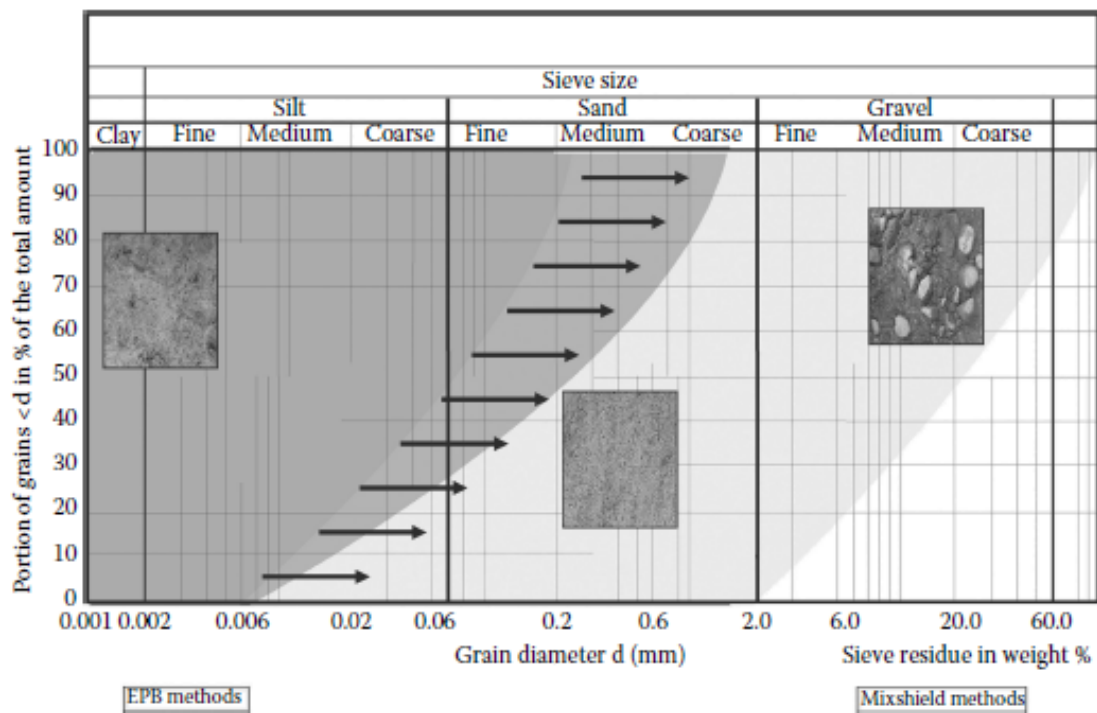 Sieve size
Silt Sand Gravel
Clay Fine Medium Coarse Fine Medium Coarse Fine Medium Coarse
Portion of grains < d in % of the total amount
100
90
80
70
60
50
40
30
20
10
0
0.001 0.002 0.006 0.02 0.06 0.2 0.6 2.0 6.0 20.0 60.0
Grain diameter d (mm) Sieve residue in weight %
EPB methods Mixshield methods